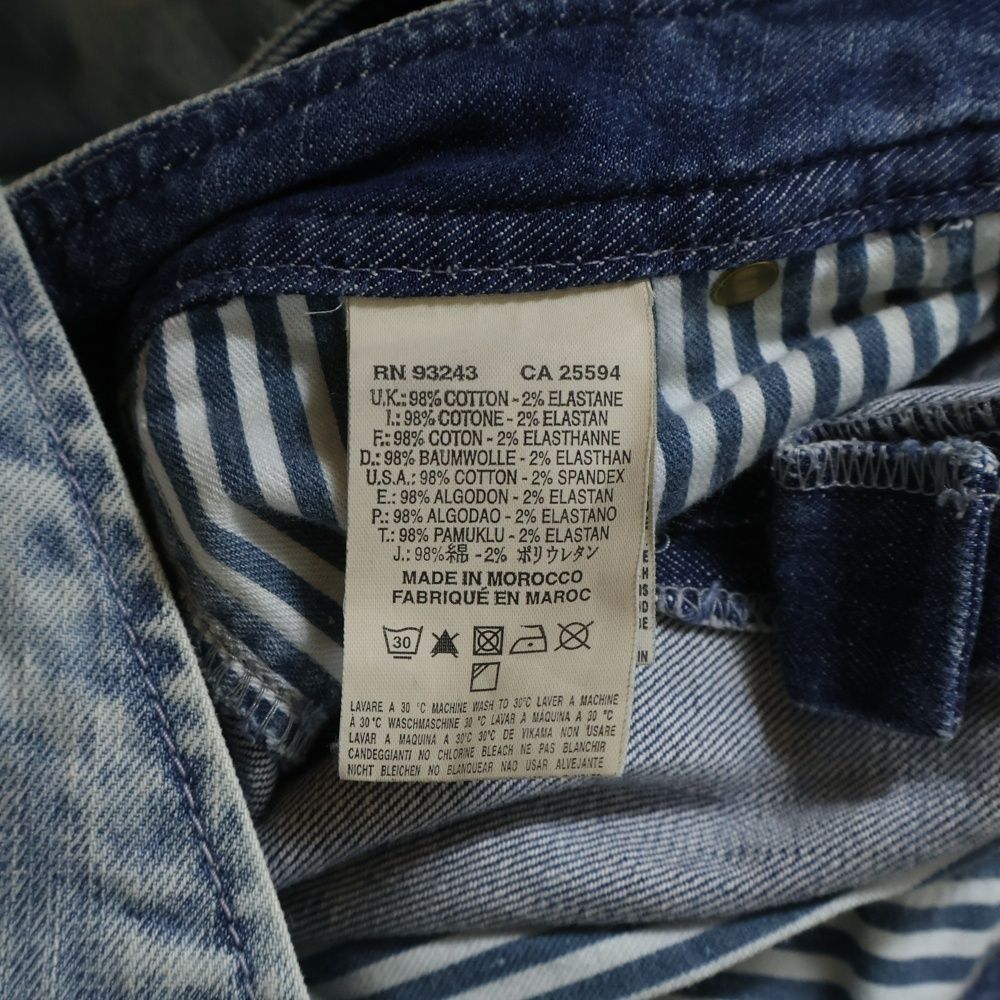 RN 93243 CA 25594
U.K.: 98% COTTON - 2% ELASTANE
I.: 98% COTONE - 2% ELASTAN
F.: 98% COTON - 2% ELASTHANNE
D.: 98% BAUMWOLLE - 2% ELASTHAN
U.S.A.: 98% COTTON - 2% SPANDEX
E.: 98% ALGODON - 2% ELASTAN
P.: 98% ALGODAO - 2% ELASTANO
T.: 98% PAMUKLU - 2% ELASTAN
J.: 98% 綿 - 2% ポリウレタン
MADE IN MOROCCO
FABRIQUÉ EN MAROC
30
LAVARE A 30 °C MACHINE WASH TO 30°C LAVER A MACHINE
À 30 °C WASCHMASCHINE 30 °C LAVAR A MÁQUINA A 30 °C
LAVAR A MAQUINA A 30°C 30°C DE YIKAMA NON USARE
CANDEGGIANTI NO CHLORINE BLEACH NE PAS BLANCHIR
NICHT BLEICHEN NO BLANQUEAR NAO USAR ALVEJANTE